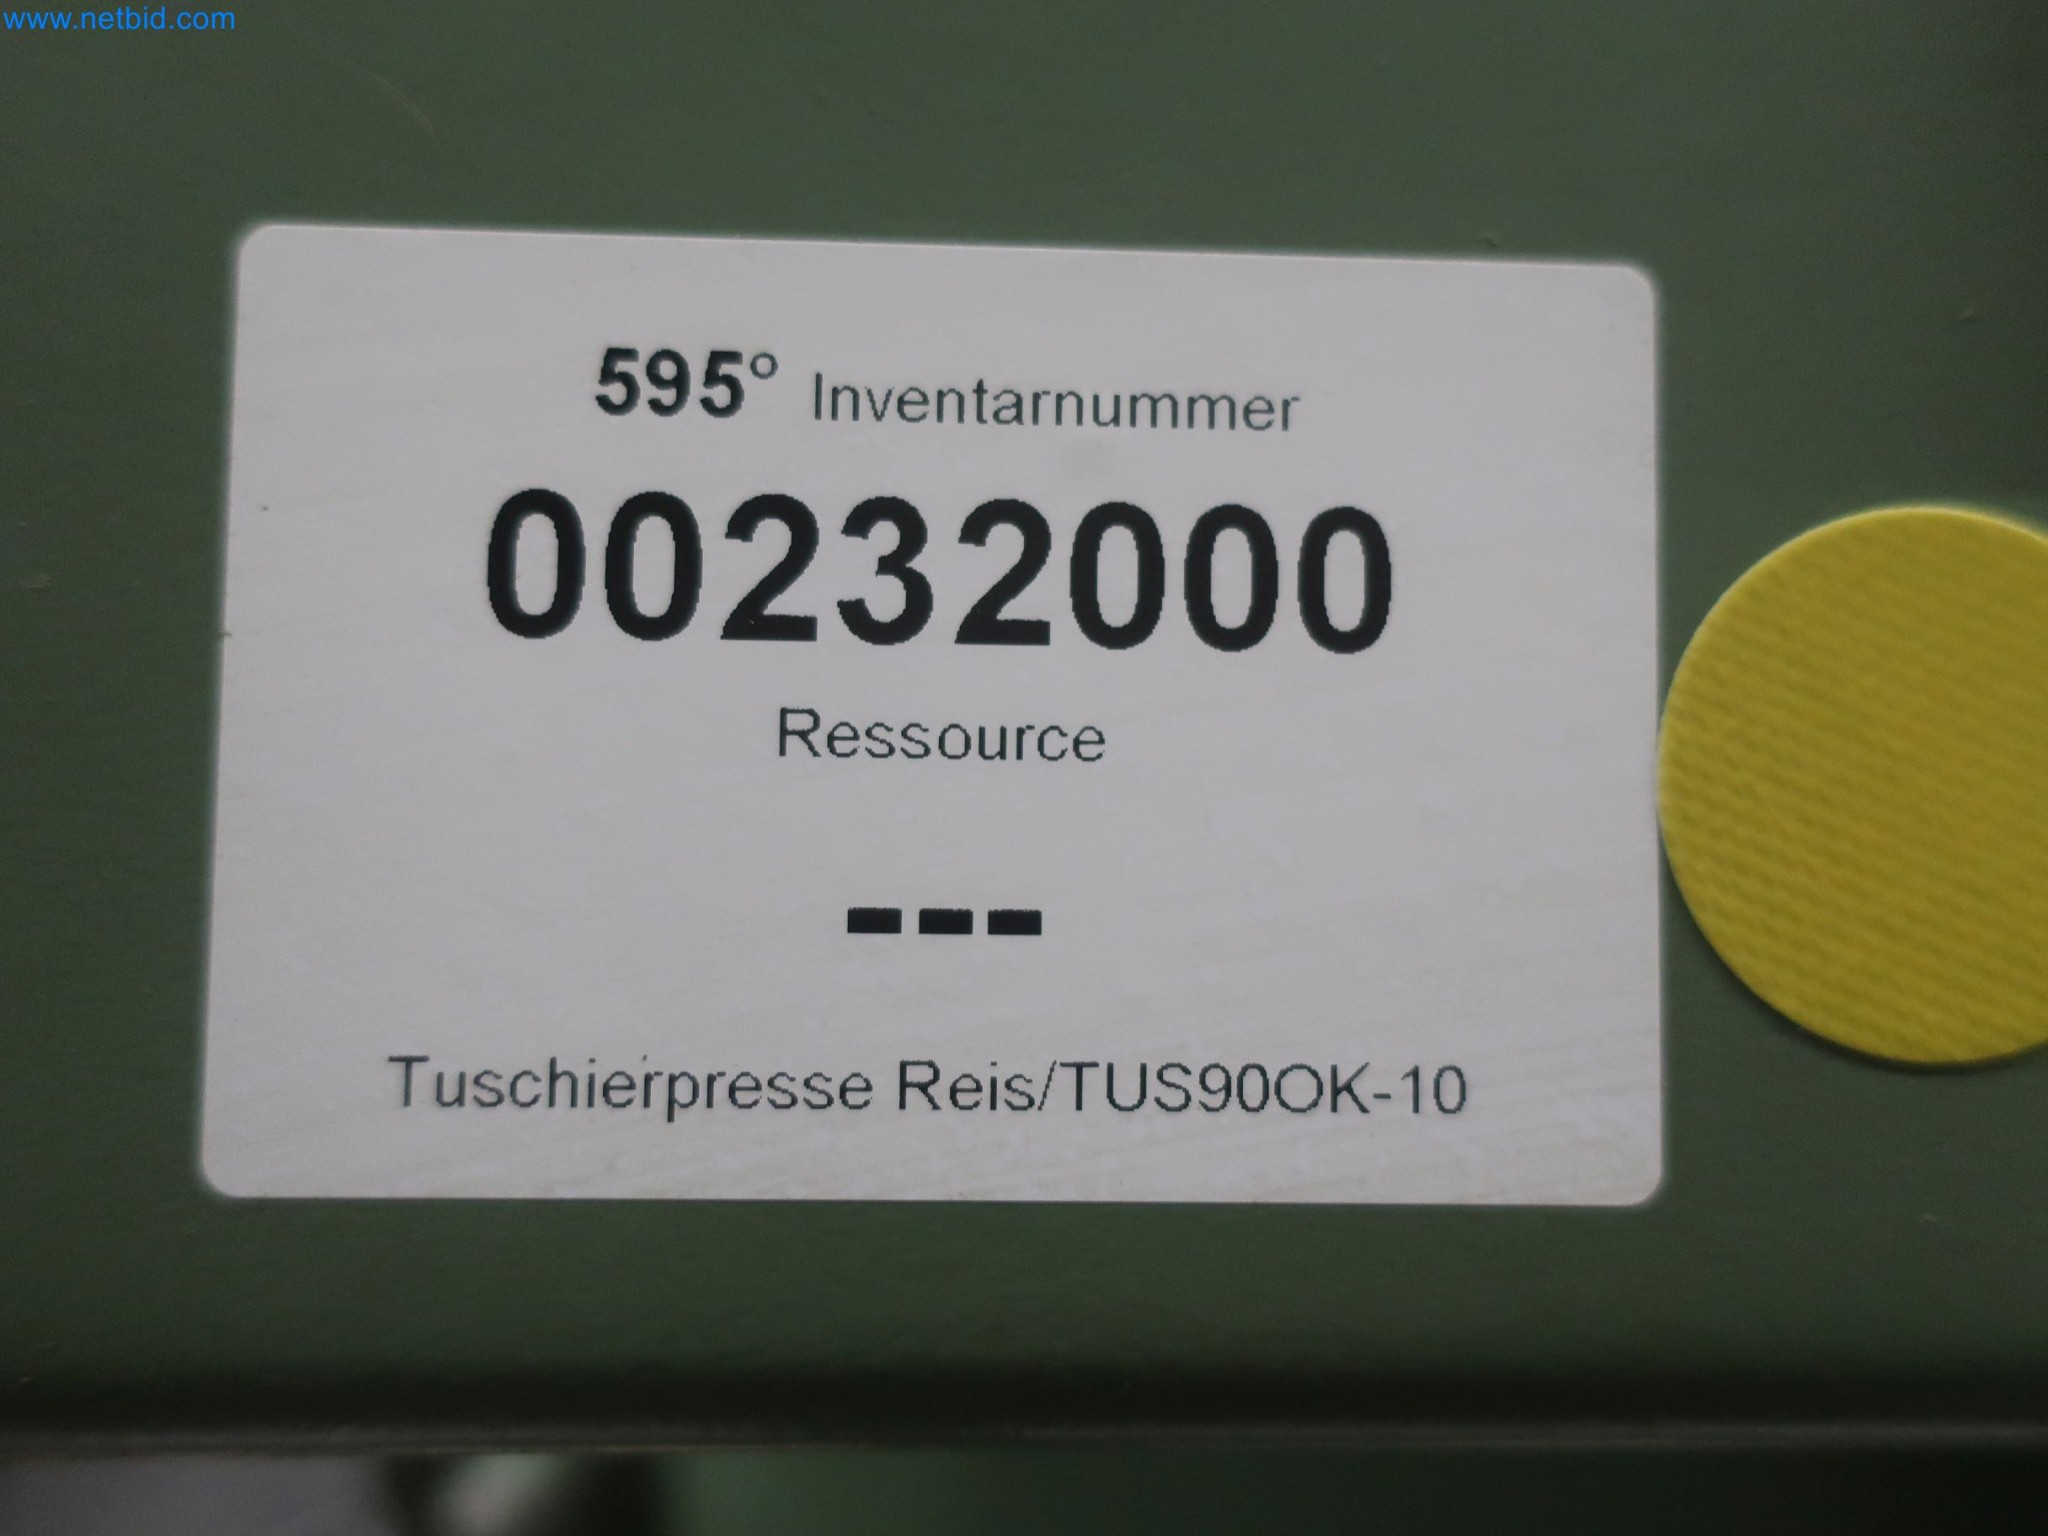 www.netbid.com
595° Inventarnummer
00232000
Ressource
---
Tuschierpresse Reis/TUS90OK-10